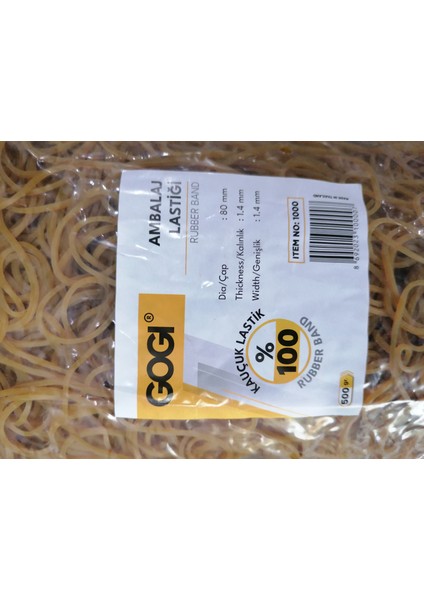 GOGI®
AMBALAJ
LASTİĞİ
RUBBER BAND
Dia/Çap : 80 mm
Thickness/Kalınlık : 1,4 mm
Width/Genişlik : 1,4 mm
KAUÇUK LASTİK
% 100
RUBBER BAND
ITEM NO: 1000
500 gr